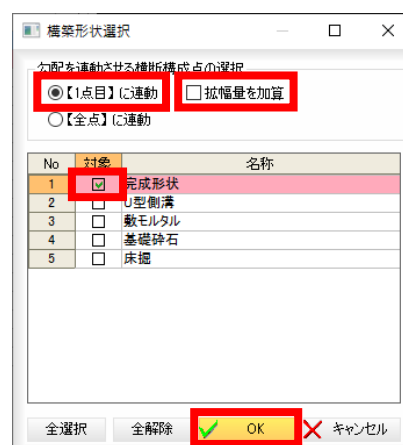 構築形状選択
勾配を連動させる横断構成点の選択
【1点目】に連動 拡幅量を加算
【全点】に連動
No 対象 名称
1 完成形状
2 U型側溝
3 敷モルタル
4 基礎砕石
5 床掘
全選択 全解除 OK キャンセル